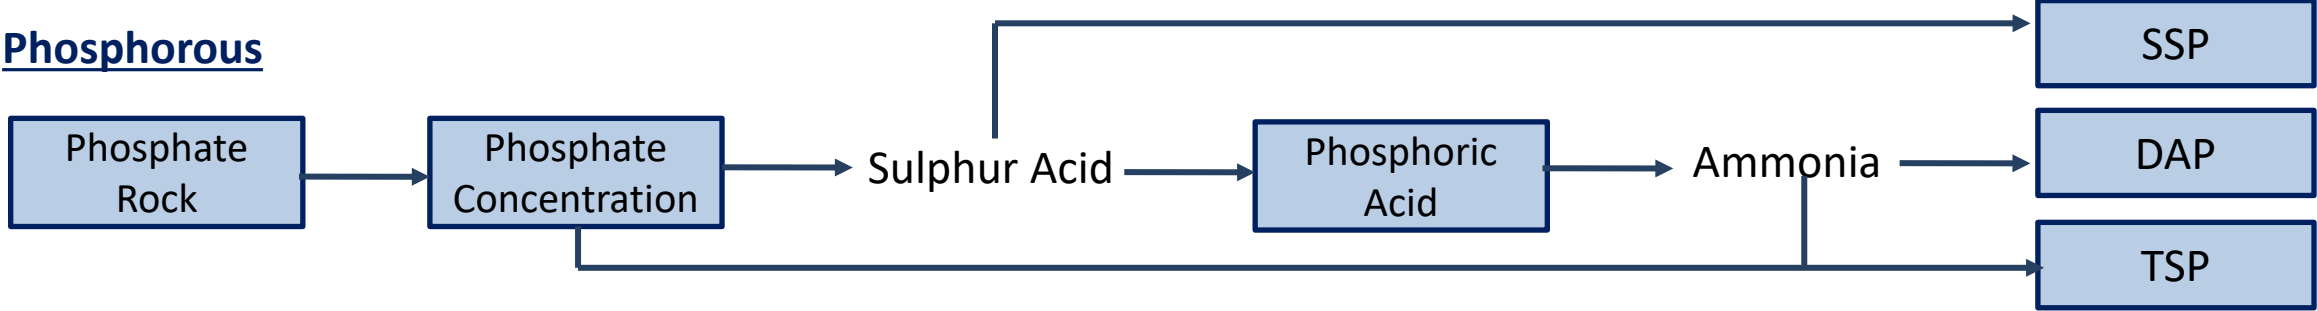 Phosphorous
Phosphate
Rock
Phosphate
Concentration
Sulphur Acid
Phosphoric
Acid
Ammonia
SSP
DAP
TSP